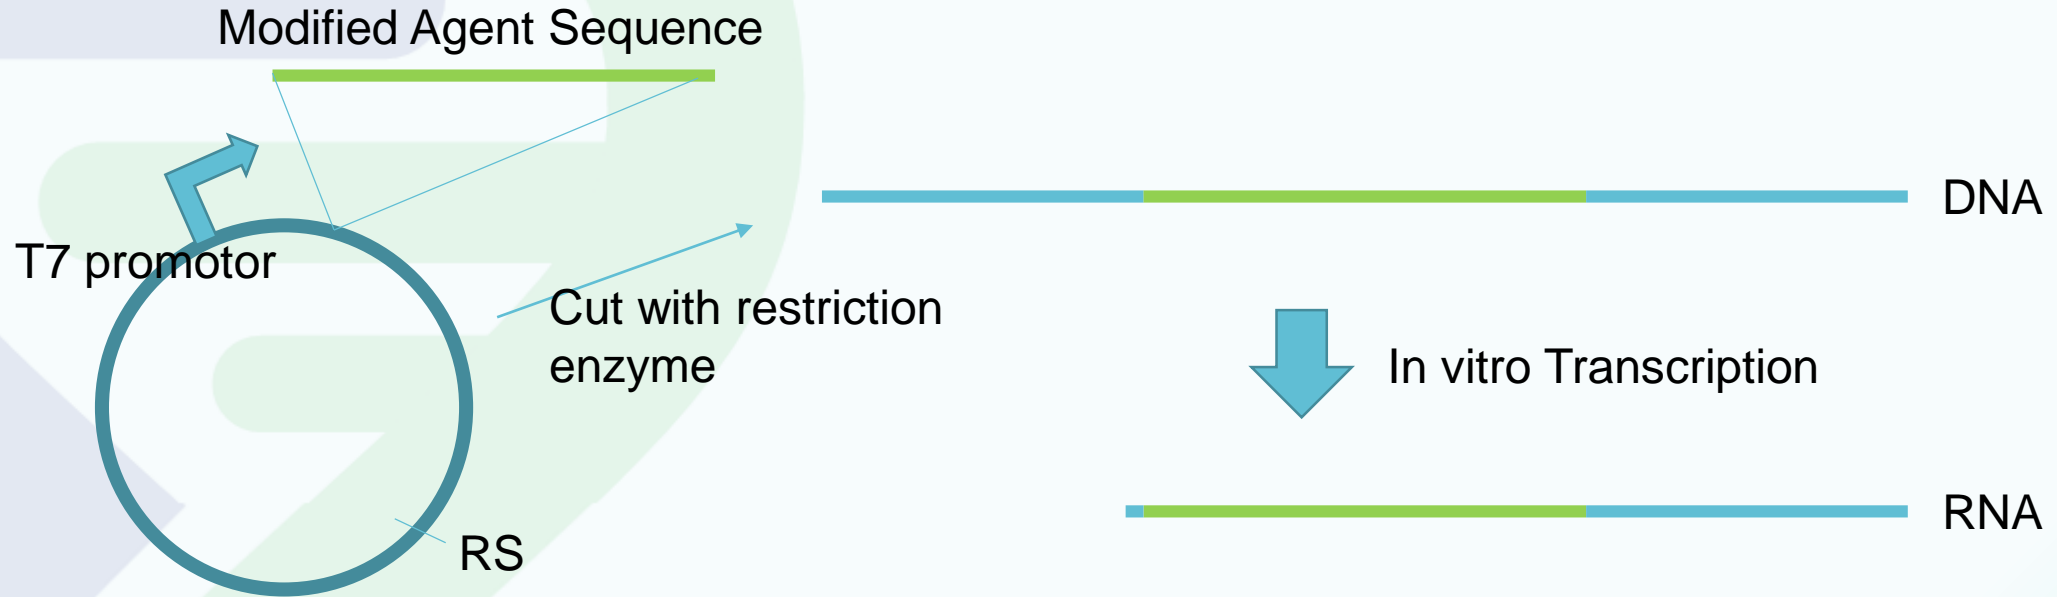 Modified Agent Sequence
T7 promotor
Cut with restriction
enzyme
RS
DNA
In vitro Transcription
RNA